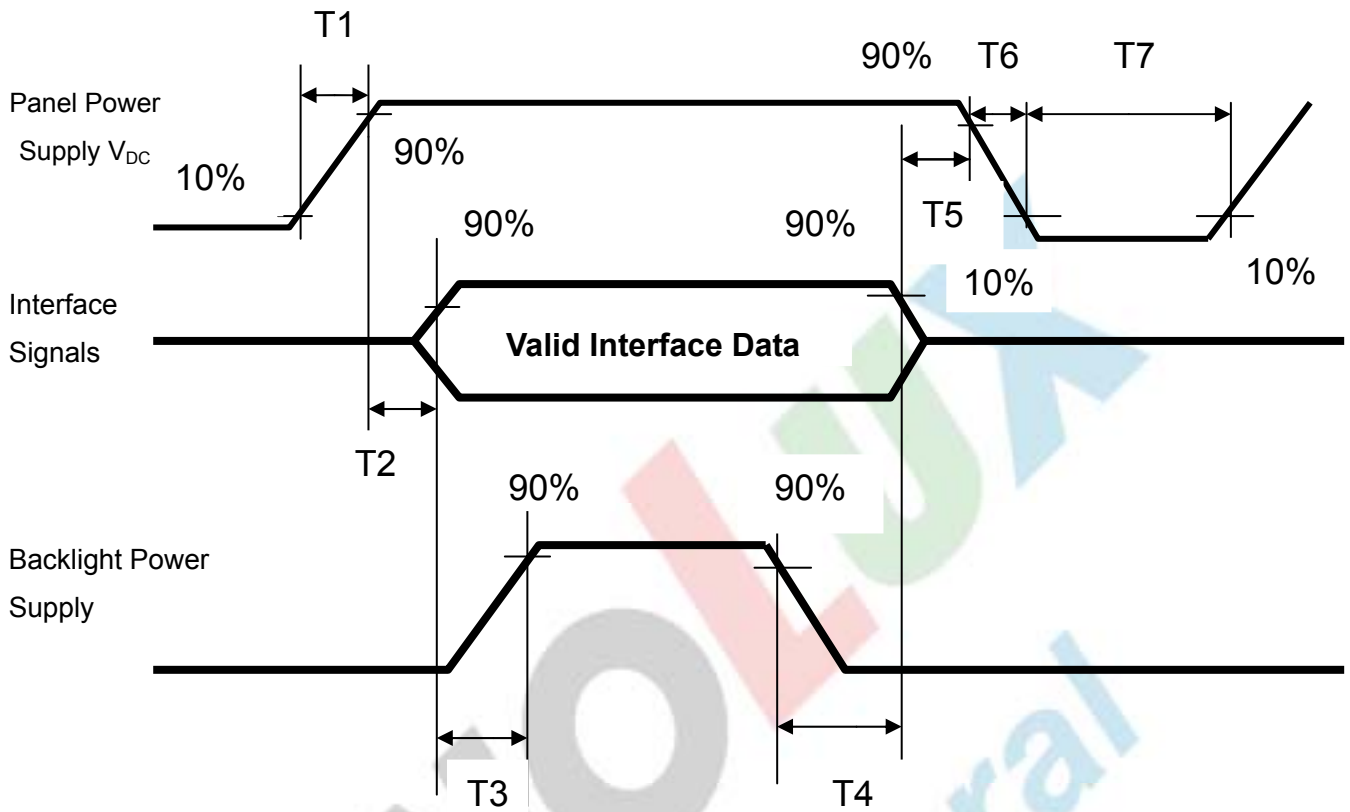 T1
90%
T6
T7
Panel Power
Supply VDC
90%
10%
T5
90%
90%
10%
10%
Interface
Signals
Valid Interface Data
T2
90%
90%
Backlight Power
Supply
T3
T4